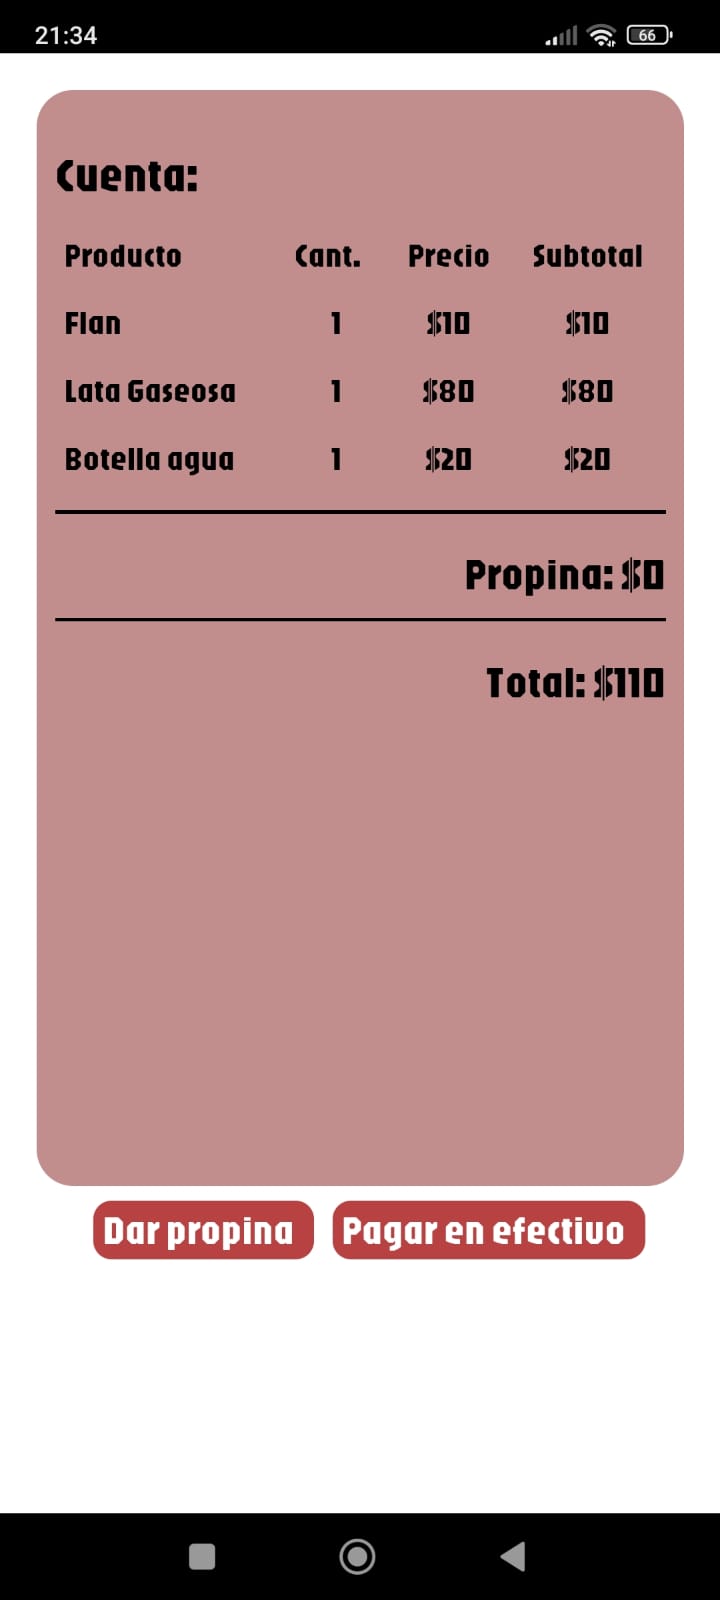 21:34
66
Cuenta:
Producto Cant. Precio Subtotal
Flan 1 $10 $10
Lata Gaseosa 1 $80 $80
Botella agua 1 $20 $20
Propina: $0
Total: $110
Dar propina Pagar en efectivo